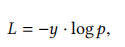 L = −y · log p,